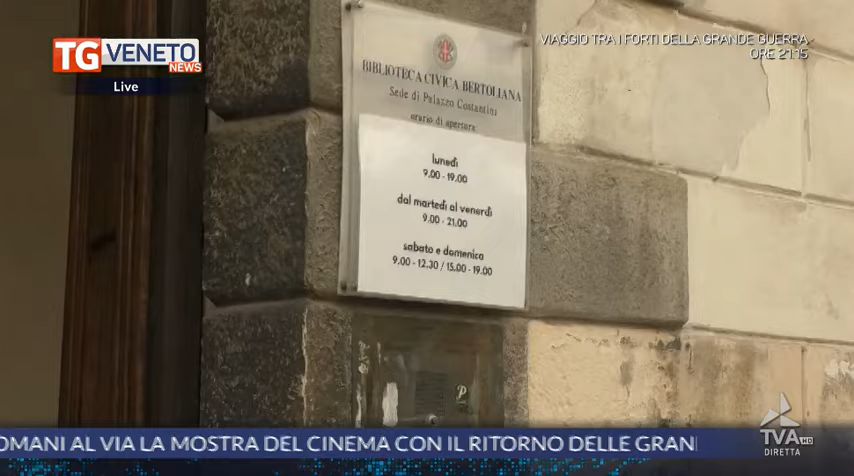 TG VENETO
NEWS
Live
VIAGGIO TRA I FORTI DELLA GRANDE GUERRA
ORE 21.15
BIBLIOTECA CIVICA BERTOLIANA
Sede di Palazzo Costantini
orario di apertura
lunedì
9.00 - 19.00
dal martedì al venerdì
9.00 - 21.00
sabato e domenica
9.00 - 12.30 / 15.00 - 19.00
P
OMANI AL VIA LA MOSTRA DEL CINEMA CON IL RITORNO DELLE GRAN
TVA HD
DIRETTA